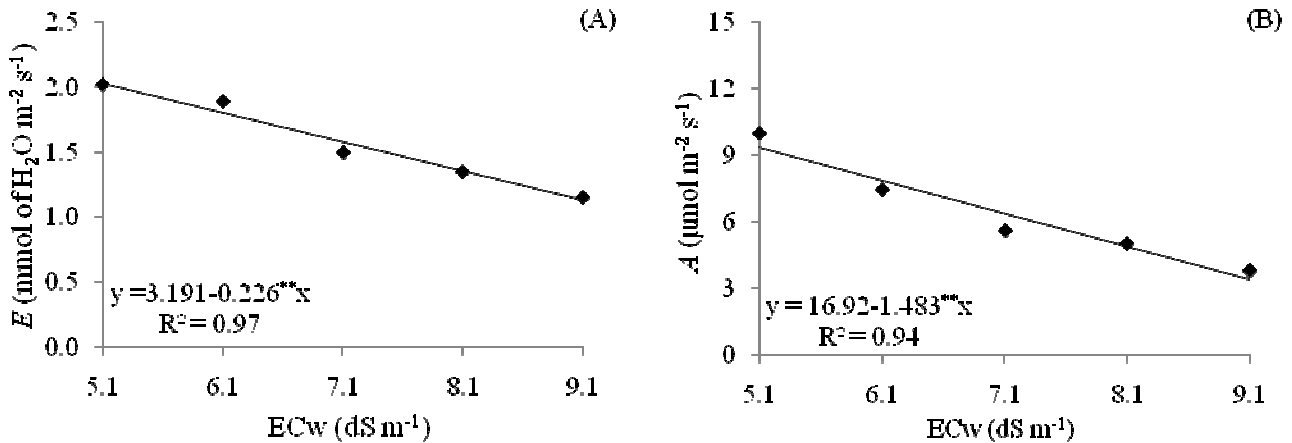 (A)
2.5
2.0
1.5
1.0
0.5
0.0
E (mmol of H₂O m⁻² s⁻¹)
y =3.191-0.226**x
R² = 0.97
5.1 6.1 7.1 8.1 9.1
ECw (dS m⁻¹)
(B)
15
12
9
6
3
0
A (µmol m⁻² s⁻¹)
y = 16.92-1.483**x
R² = 0.94
5.1 6.1 7.1 8.1 9.1
ECw (dS m⁻¹)